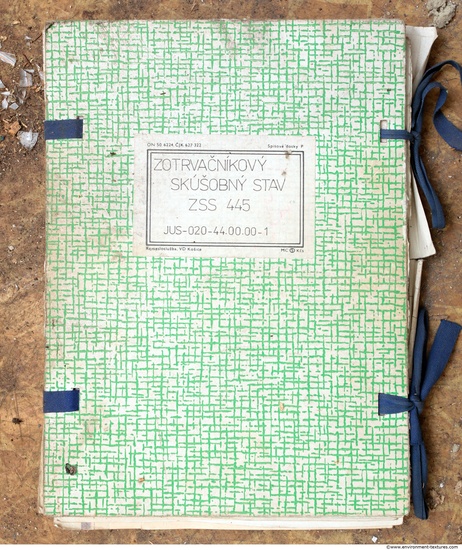 ZOTRVAČNÍKOVÝ
SKÚŠOBNÝ STAV
ZSS 445
JUS-020-44.00.00-1
©www.environment-textures.com